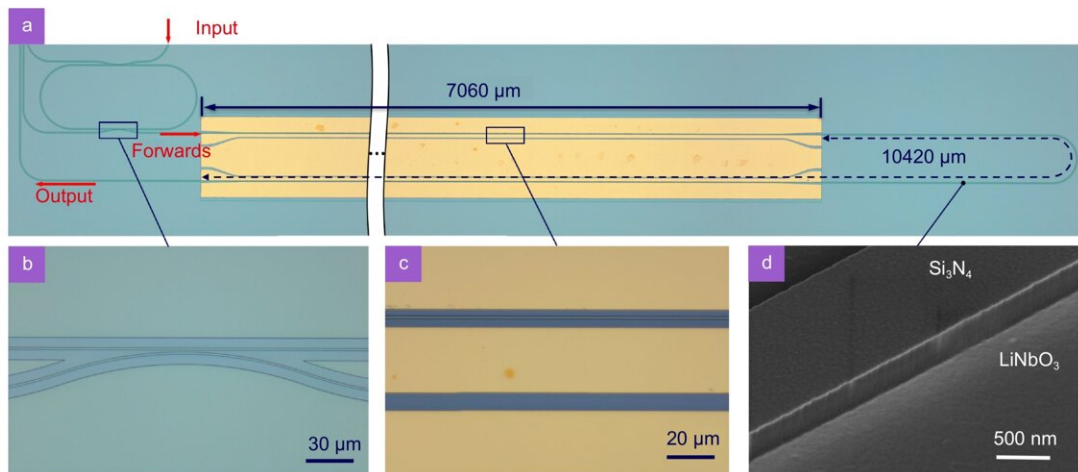 a
Input
7060 μm
Forwards
10420 μm
Output
b
30 μm
c
20 μm
d
Si₃N₄
LiNbO₃
500 nm